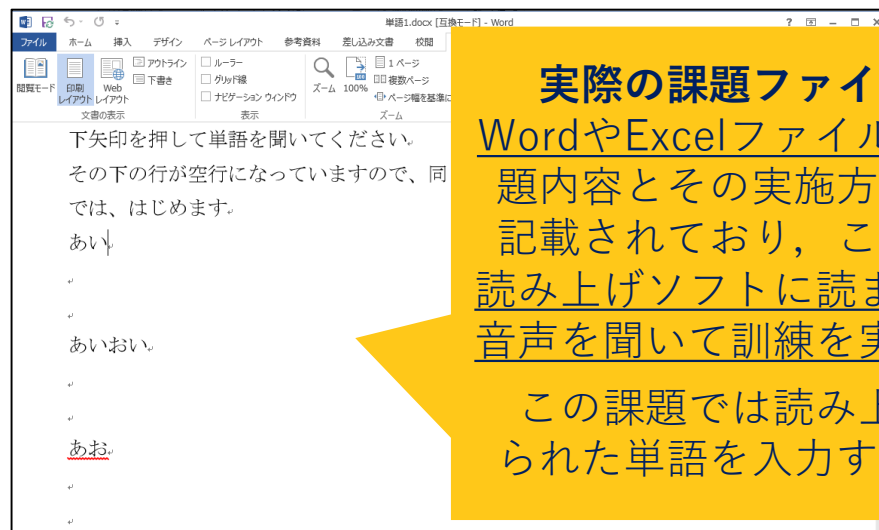 単語1.docx [互換モード] - Word
ファイル ホーム 挿入 デザイン ページ レイアウト 参考資料 差し込み文書 校閲
閲覧モード 印刷レイアウト Web レイアウト アウトライン 下書き
文書の表示
ルーラー
グリッド線
ナビゲーション ウィンドウ
表示
ズーム 100% 1 ページ
複数ページ
ページ幅を基準に
ズーム
下矢印を押して単語を聞いてください。
その下の行が空行になっていますので、同
では、はじめます。
あい
あいおい
あお
実際の課題ファイ
WordやExcelファイル
題内容とその実施方
記載されており，こ
読み上げソフトに読ま
音声を聞いて訓練を実
この課題では読み上
られた単語を入力す